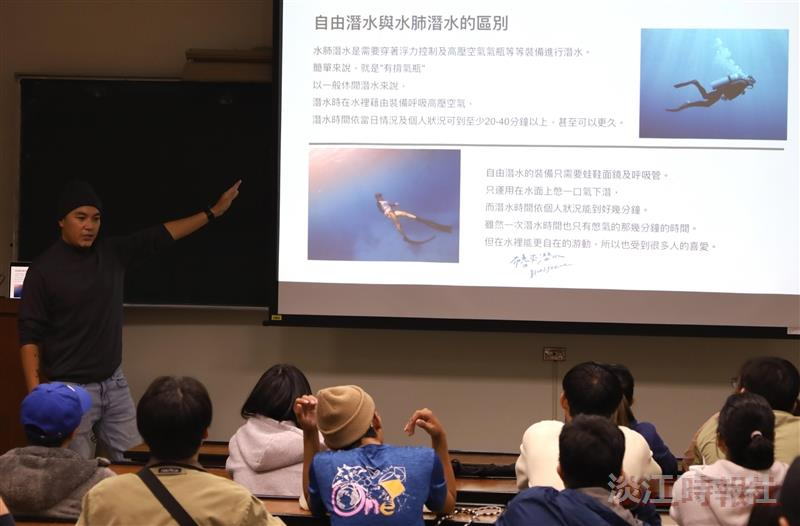 自由潛水與水肺潛水的區別
水肺潛水是需要穿著浮力控制及高壓空氣氣瓶等等裝備進行潛水。
簡單來說，就是"有揹氣瓶"
以一般休閒潛水來說，
潛水時在水裡藉由裝備呼吸高壓空氣，
潛水時間依當日情況及個人狀況可到至少20-40分鐘以上，甚至可以更久。
自由潛水的裝備只需要蛙鞋面鏡及呼吸管。
只運用在水面上憋一口氣下潛，
而潛水時間依個人狀況能到好幾分鐘。
雖然一次潛水時間也只有憋氣的那幾分鐘的時間。
但在水裡能更自在的游動，所以也受到很多人的喜愛。
One
淡江時報社